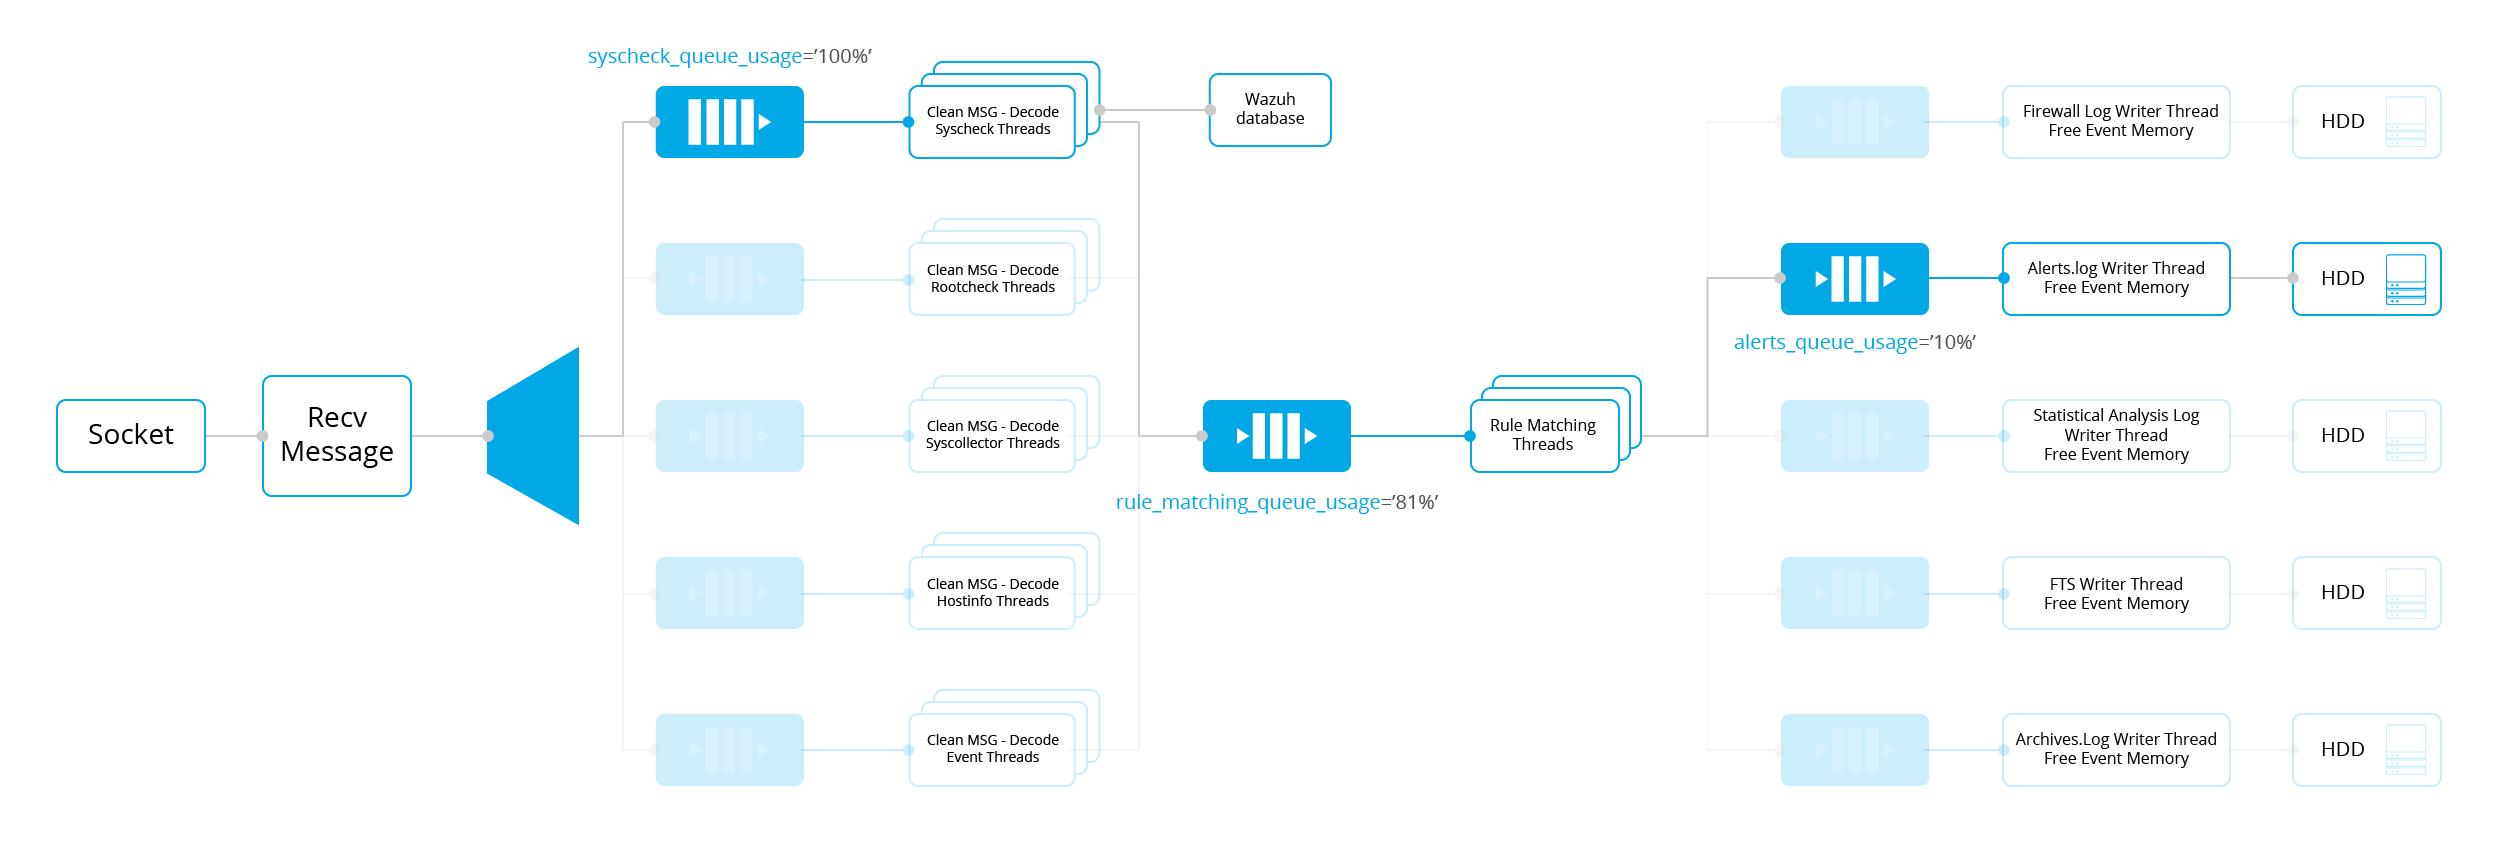 syscheck_queue_usage=’100%’
Clean MSG - Decode
Syscheck Threads
Wazuh
database
Firewall Log Writer Thread
Free Event Memory
HDD
Clean MSG - Decode
Rootcheck Threads
Alerts.log Writer Thread
Free Event Memory
HDD
alerts_queue_usage=’10%’
Socket
Recv
Message
Clean MSG - Decode
Syscollector Threads
Rule Matching
Threads
Statistical Analysis Log
Writer Thread
Free Event Memory
HDD
rule_matching_queue_usage=’81%’
Clean MSG - Decode
Hostinfo Threads
FTS Writer Thread
Free Event Memory
HDD
Clean MSG - Decode
Event Threads
Archives.Log Writer Thread
Free Event Memory
HDD